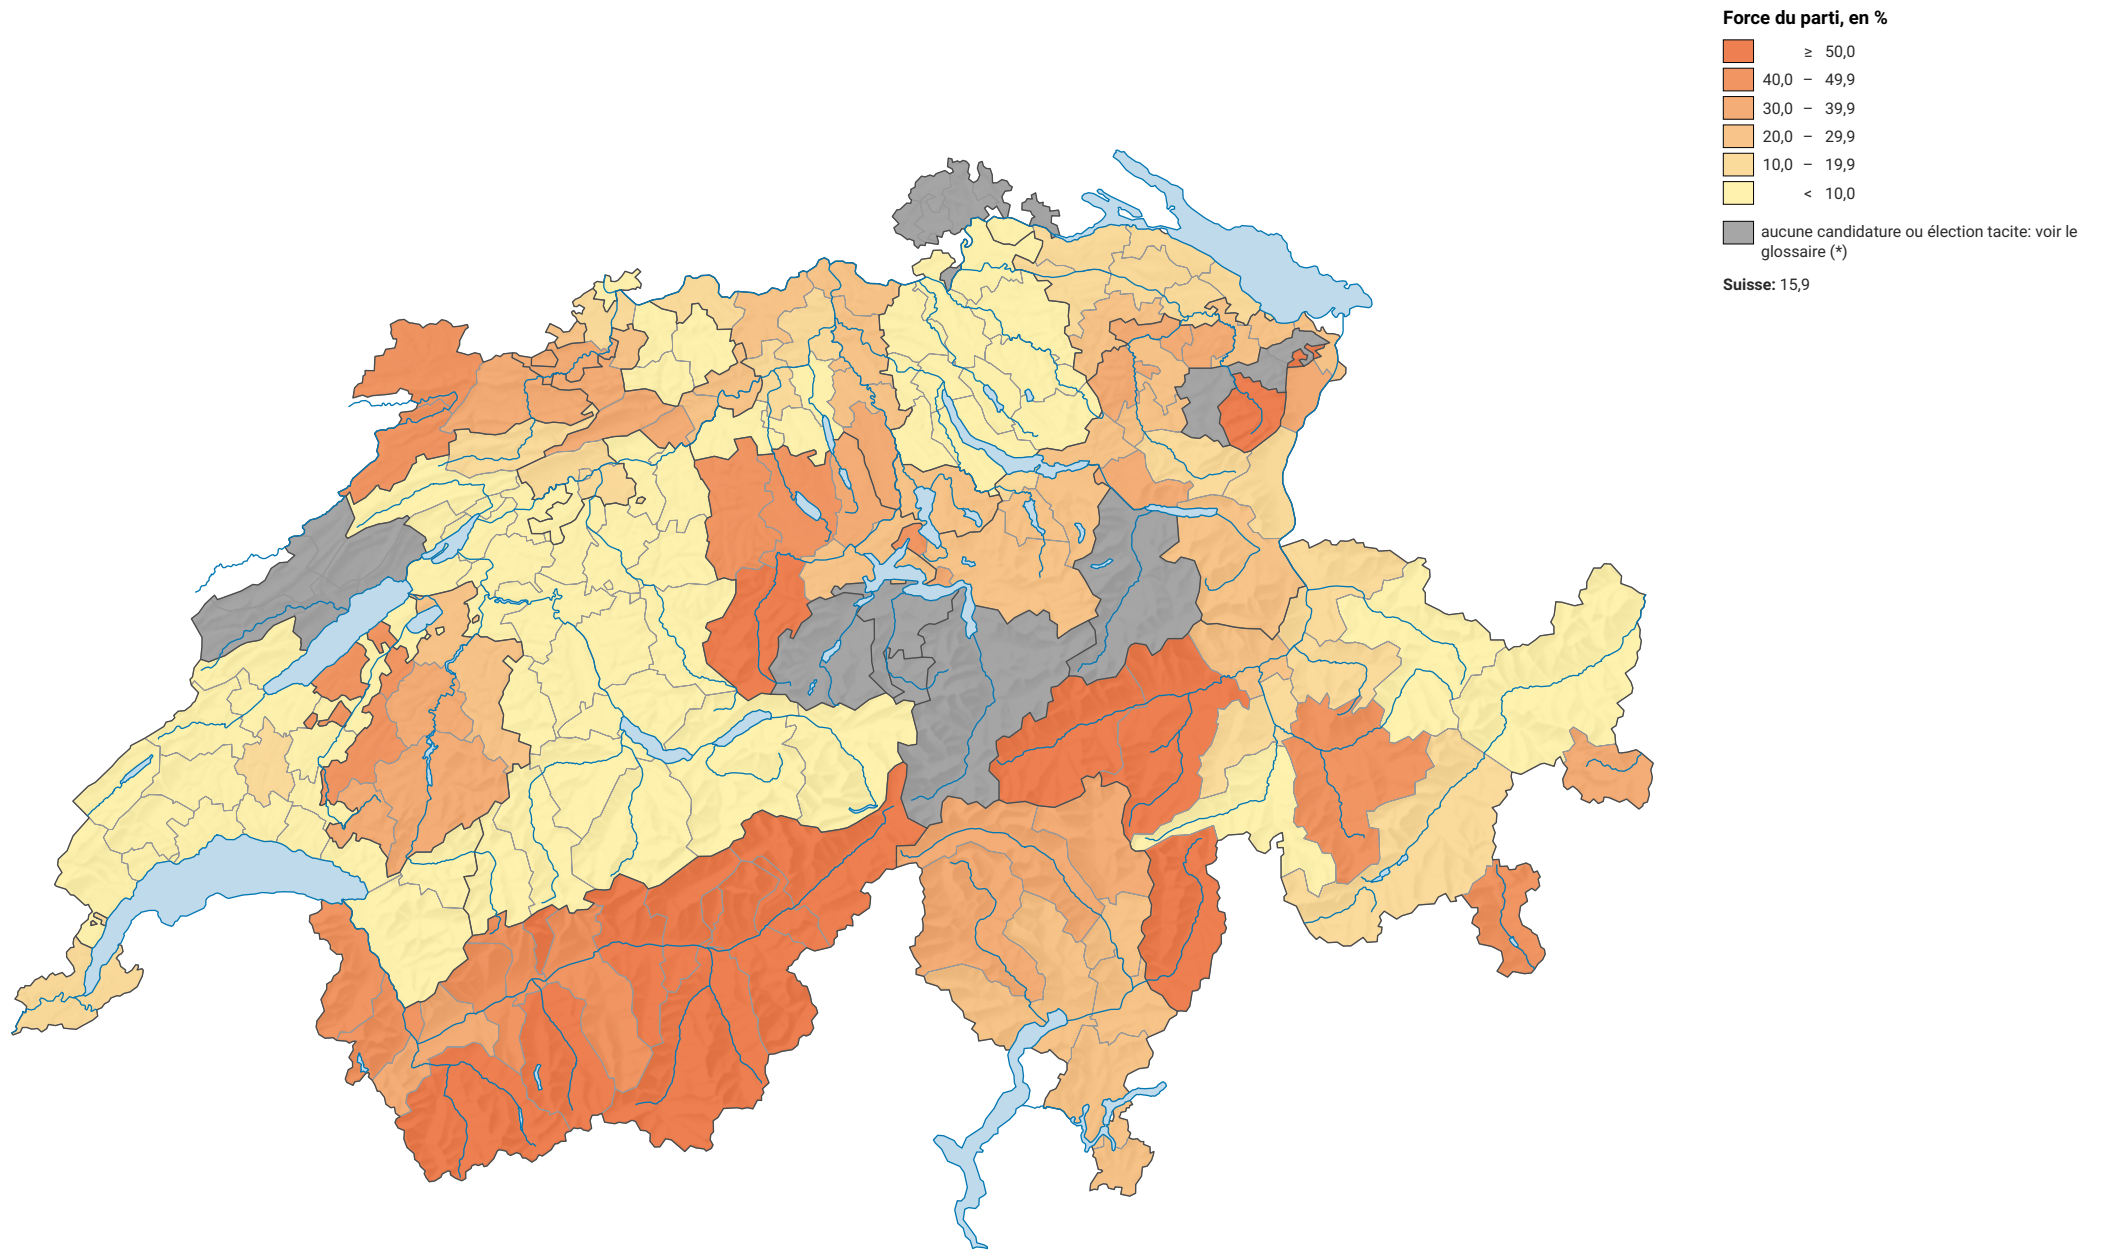 Force du parti, en %
≥ 50,0
40,0 – 49,9
30,0 – 39,9
20,0 – 29,9
10,0 – 19,9
< 10,0
aucune candidature ou élection tacite: voir le
glossaire (*)
Suisse: 15,9